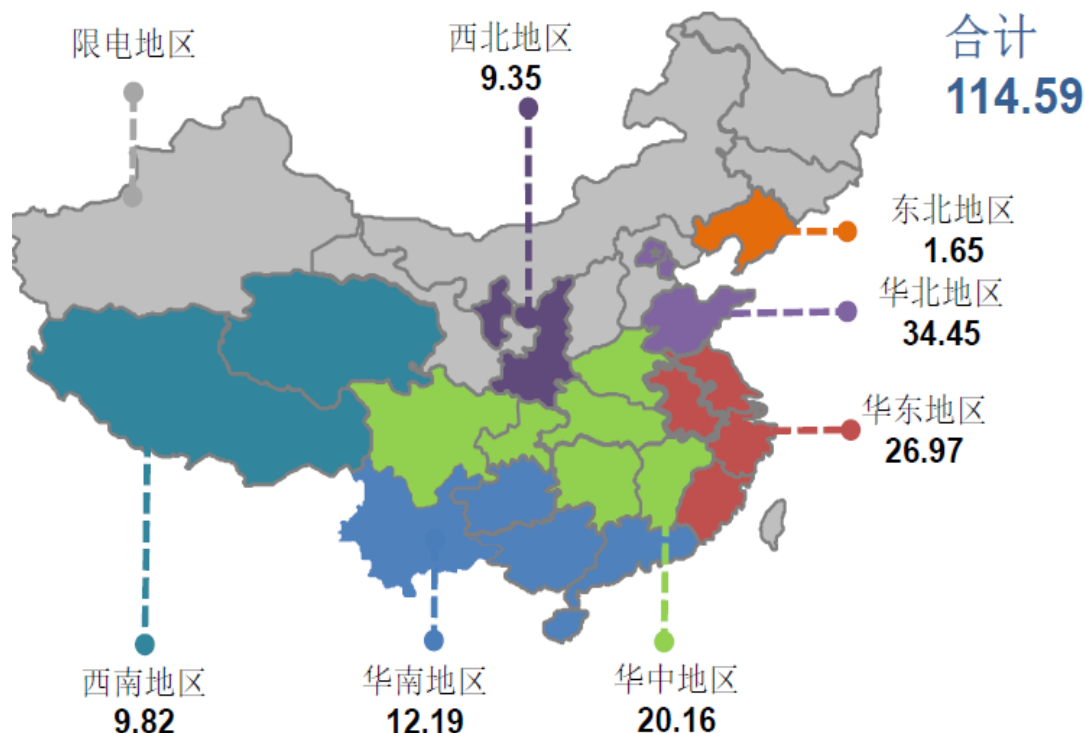 限电地区
西北地区
9.35
合计
114.59
东北地区
1.65
华北地区
34.45
华东地区
26.97
西南地区
9.82
华南地区
12.19
华中地区
20.16